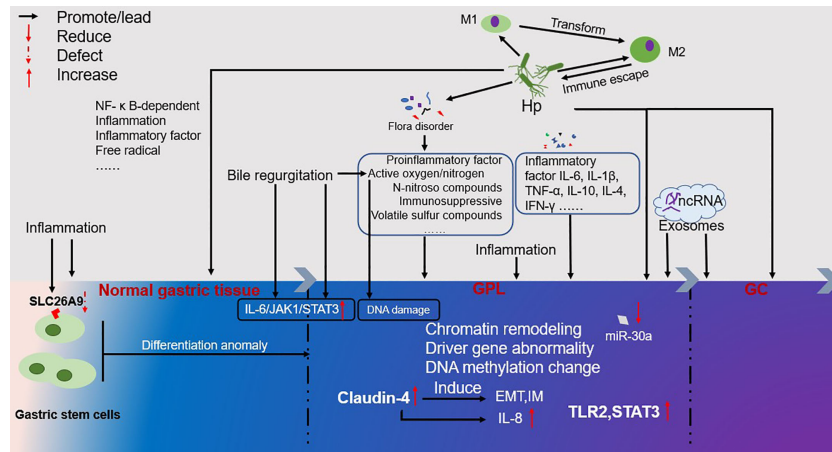 Promote/lead
Reduce
Defect
Increase
NF- κ B-dependent
Inflammation
Inflammatory factor
Free radical
......
M1
Transform
M2
Immune escape
Hp
Flora disorder
Bile regurgitation
Proinflammatory factor
Active oxygen/nitrogen
N-nitroso compounds
Immunosuppressive
Volatile sulfur compounds
......
Inflammatory
factor IL-6, IL-1β,
TNF-α, IL-10, IL-4,
IFN-γ ......
ncRNA
Exosomes
Inflammation
Inflammation
Normal gastric tissue
GPL
GC
SLC26A9
IL-6/JAK1/STAT3
DNA damage
miR-30a
Chromatin remodeling
Driver gene abnormality
DNA methylation change
Differentiation anomaly
Gastric stem cells
Claudin-4
Induce
EMT,IM
IL-8
TLR2,STAT3